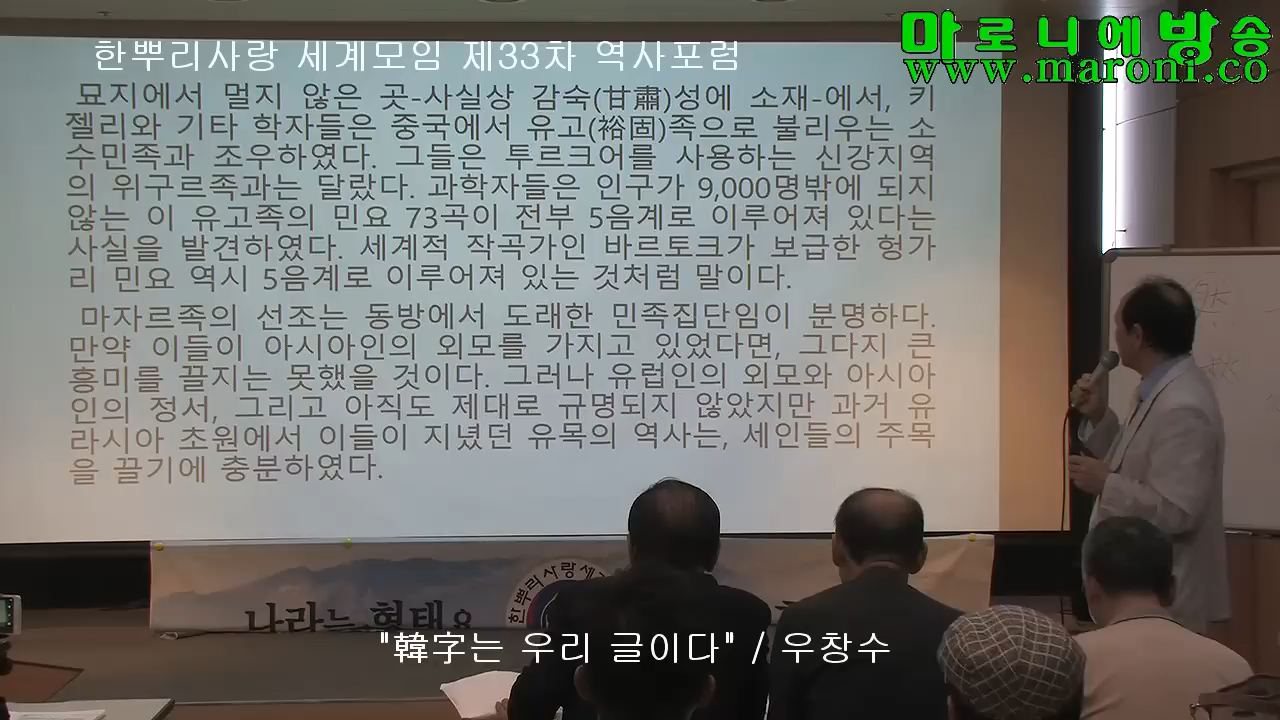 마로니에방송
www.maroni.co
한뿌리사랑 세계모임 제33차 역사포럼
묘지에서 멀지 않은 곳-사실상 감숙(甘肅)성에 소재-에서, 키
젤리와 기타 학자들은 중국에서 유고(裕固)족으로 불리우는 소
수민족과 조우하였다. 그들은 투르크어를 사용하는 신강지역
의 위구르족과는 달랐다. 과학자들은 인구가 9,000명밖에 되지
않는 이 유고족의 민요 73곡이 전부 5음계로 이루어져 있다는
사실을 발견하였다. 세계적 작곡가인 바르토크가 보급한 헝가
리 민요 역시 5음계로 이루어져 있는 것처럼 말이다.
마자르족의 선조는 동방에서 도래한 민족집단임이 분명하다.
만약 이들이 아시아인의 외모를 가지고 있었다면, 그다지 큰
흥미를 끌지는 못했을 것이다. 그러나 유럽인의 외모와 아시아
인의 정서, 그리고 아직도 제대로 규명되지 않았지만 과거 유
라시아 초원에서 이들이 지녔던 유목의 역사는, 세인들의 주목
을 끌기에 충분하였다.
한뿌리사랑세
나라는 형태요
"韓字는 우리 글이다" / 우창수